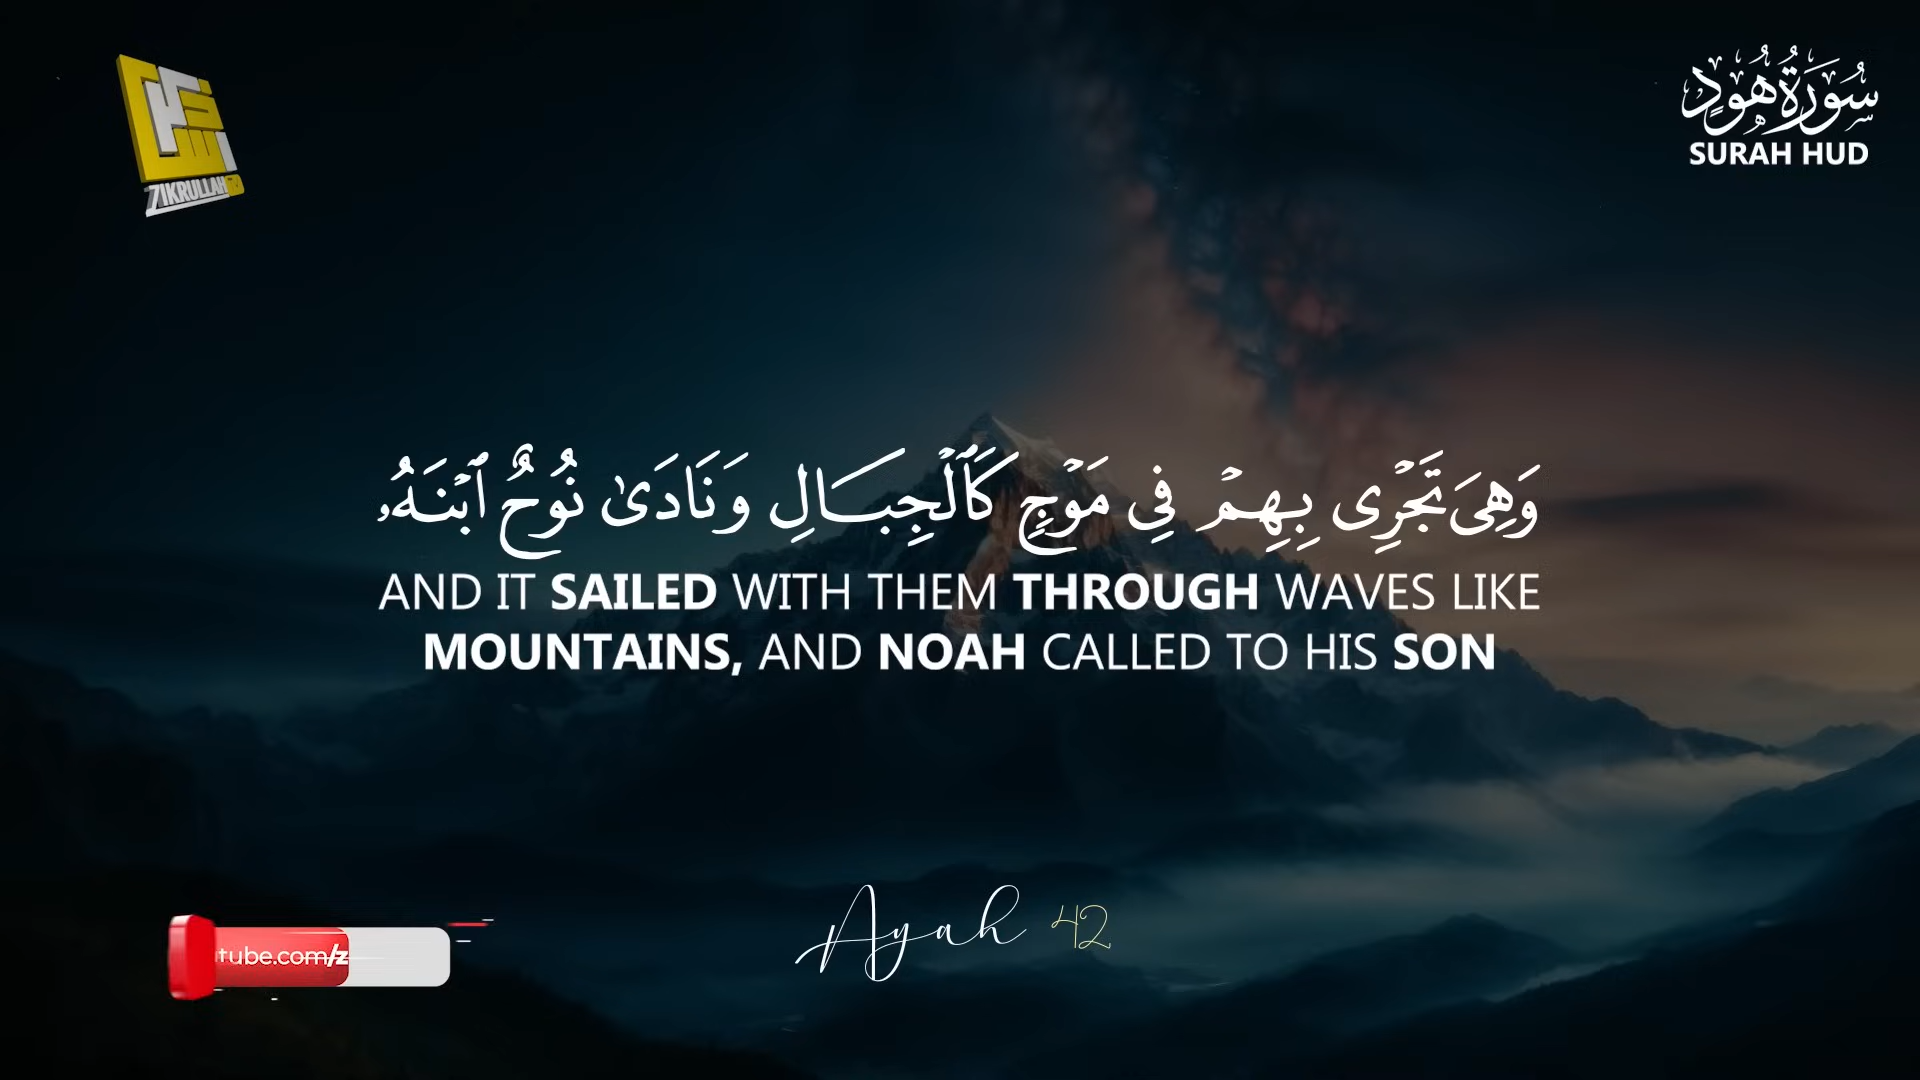 ZIKRULLAH TV
سُورَةُ هُودٍ
SURAH HUD
وَهِىَ تَجْرِى بِهِمْ فِى مَوْجٍ كَٱلْجِبَالِ وَنَادَىٰ نُوحٌ ٱبْنَهُۥ
AND IT SAILED WITH THEM THROUGH WAVES LIKE
MOUNTAINS, AND NOAH CALLED TO HIS SON
Ayah 42
tube.com/z